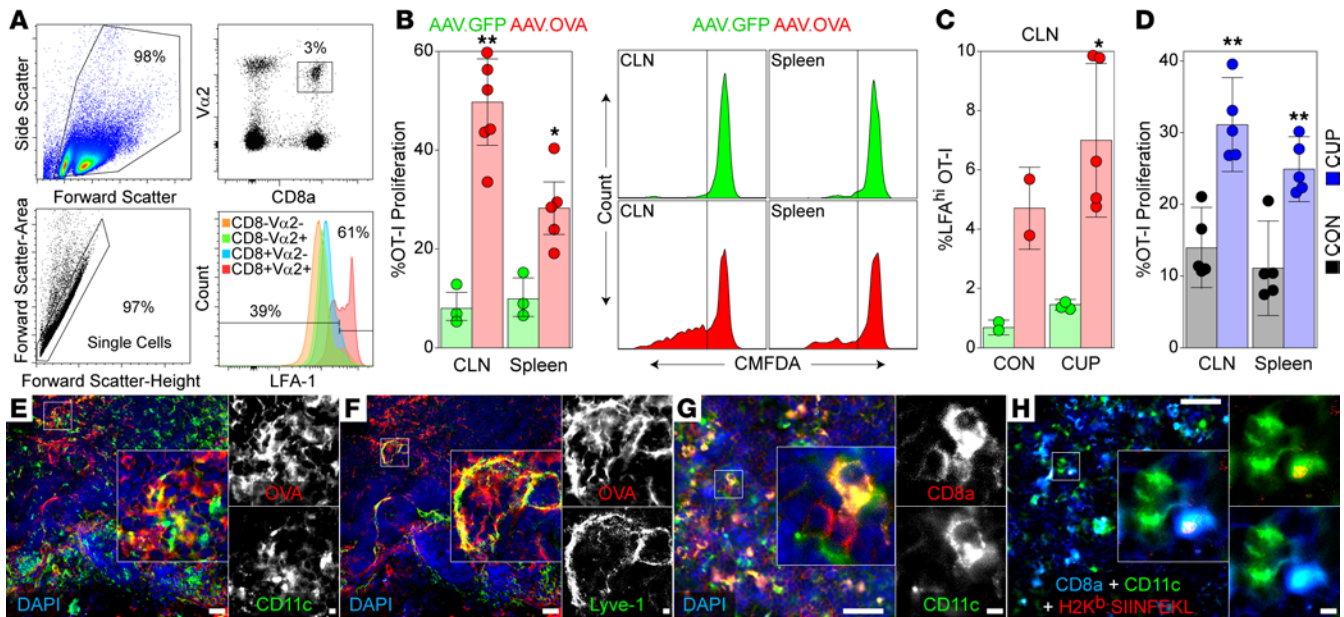 A
98%
Side Scatter
Forward Scatter
3%
Vα2
CD8a
Forward Scatter-Area
97%
Single Cells
Forward Scatter-Height
CD8-Vα2-
CD8-Vα2+
CD8+Vα2-
CD8+Vα2+
61%
39%
Count
LFA-1
B
AAV.GFP AAV.OVA
%OT-I Proliferation
60
40
20
0
**
*
CLN Spleen
AAV.GFP AAV.OVA
CLN
Spleen
Count
CLN
Spleen
CMFDA
C
CLN
%LFAhi OT-I
10
8
6
4
2
0
*
CON CUP
D
%OT-I Proliferation
40
30
20
10
0
**
**
CLN Spleen
CON CUP
E
DAPI
OVA
CD11c
F
DAPI
OVA
Lyve-1
G
DAPI
CD8a
CD11c
H
CD8a + CD11c
+ H2Kb:SIINFEKL